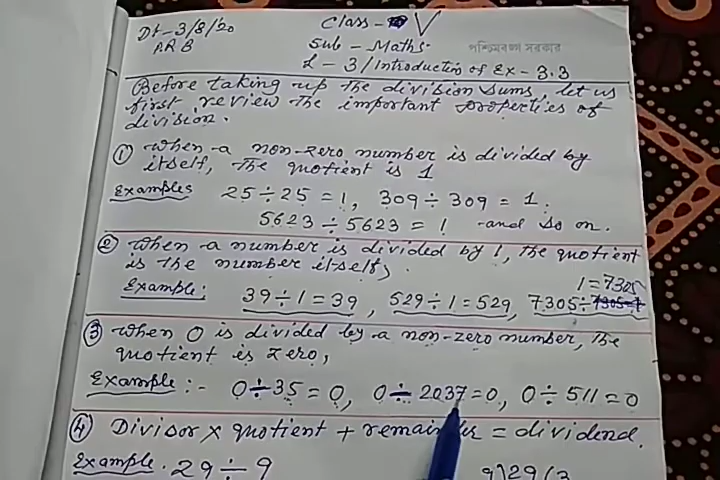 Dt - 3/8/20
P.R.B
Class - V
Sub - Maths.
পশ্চিমবঙ্গ সরকার
L - 3 / Introduction of Ex - 3.3
Before taking up the division sums, let us
first review the important properties of
division.
① When a non-zero number is divided by
itself, the quotient is 1
Examples 25 ÷ 25 = 1, 309 ÷ 309 = 1.
5623 ÷ 5623 = 1 and so on.
② When a number is divided by 1, the quotient
is the number itself,
1 = 7305
Example; 39 ÷ 1 = 39, 529 ÷ 1 = 529, 7305 ÷
③ When 0 is divided by a non-zero number, the
quotient is zero,
Example :- 0 ÷ 35 = 0, 0 ÷ 2037 = 0, 0 ÷ 511 = 0
④ Divisor × quotient + remainder = dividend.
Example. 29 ÷ 9 9)29(3